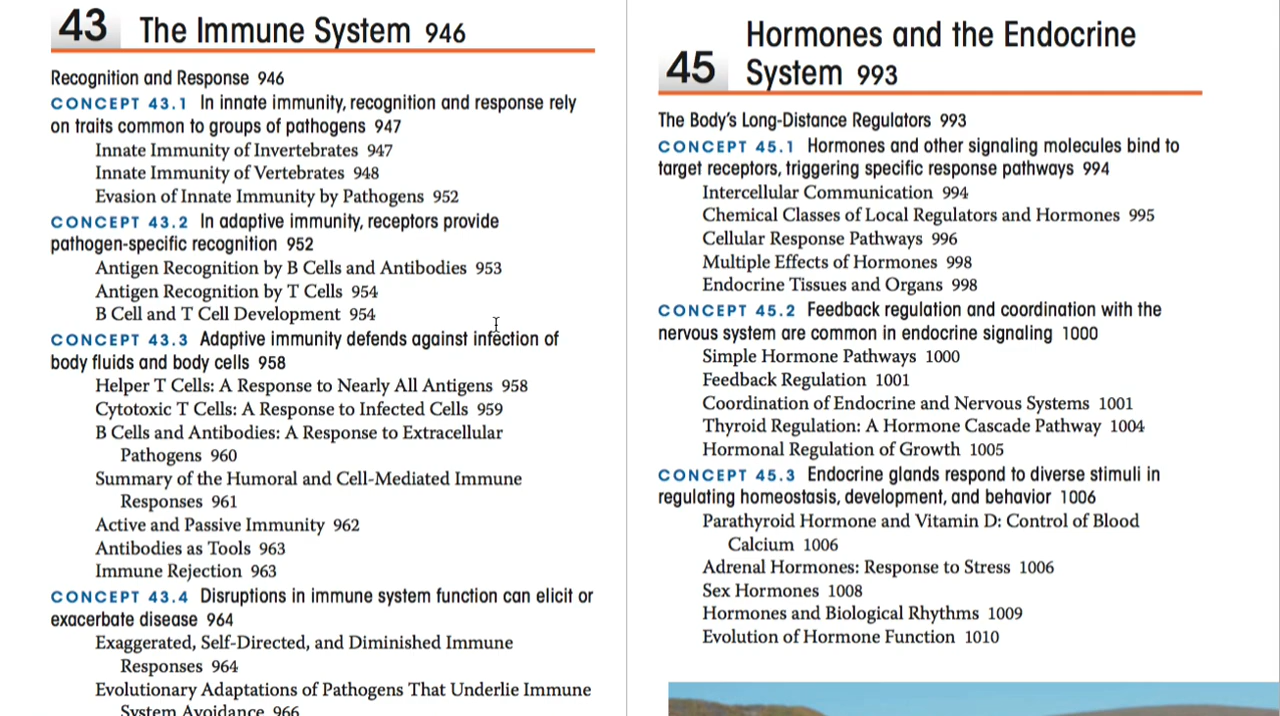 43 The Immune System 946
Recognition and Response 946
CONCEPT 43.1 In innate immunity, recognition and response rely
on traits common to groups of pathogens 947
Innate Immunity of Invertebrates 947
Innate Immunity of Vertebrates 948
Evasion of Innate Immunity by Pathogens 952
CONCEPT 43.2 In adaptive immunity, receptors provide
pathogen-specific recognition 952
Antigen Recognition by B Cells and Antibodies 953
Antigen Recognition by T Cells 954
B Cell and T Cell Development 954
CONCEPT 43.3 Adaptive immunity defends against infection of
body fluids and body cells 958
Helper T Cells: A Response to Nearly All Antigens 958
Cytotoxic T Cells: A Response to Infected Cells 959
B Cells and Antibodies: A Response to Extracellular
Pathogens 960
Summary of the Humoral and Cell-Mediated Immune
Responses 961
Active and Passive Immunity 962
Antibodies as Tools 963
Immune Rejection 963
CONCEPT 43.4 Disruptions in immune system function can elicit or
exacerbate disease 964
Exaggerated, Self-Directed, and Diminished Immune
Responses 964
Evolutionary Adaptations of Pathogens That Underlie Immune
System Avoidance 966
Hormones and the Endocrine
45 System 993
The Body's Long-Distance Regulators 993
CONCEPT 45.1 Hormones and other signaling molecules bind to
target receptors, triggering specific response pathways 994
Intercellular Communication 994
Chemical Classes of Local Regulators and Hormones 995
Cellular Response Pathways 996
Multiple Effects of Hormones 998
Endocrine Tissues and Organs 998
CONCEPT 45.2 Feedback regulation and coordination with the
nervous system are common in endocrine signaling 1000
Simple Hormone Pathways 1000
Feedback Regulation 1001
Coordination of Endocrine and Nervous Systems 1001
Thyroid Regulation: A Hormone Cascade Pathway 1004
Hormonal Regulation of Growth 1005
CONCEPT 45.3 Endocrine glands respond to diverse stimuli in
regulating homeostasis, development, and behavior 1006
Parathyroid Hormone and Vitamin D: Control of Blood
Calcium 1006
Adrenal Hormones: Response to Stress 1006
Sex Hormones 1008
Hormones and Biological Rhythms 1009
Evolution of Hormone Function 1010